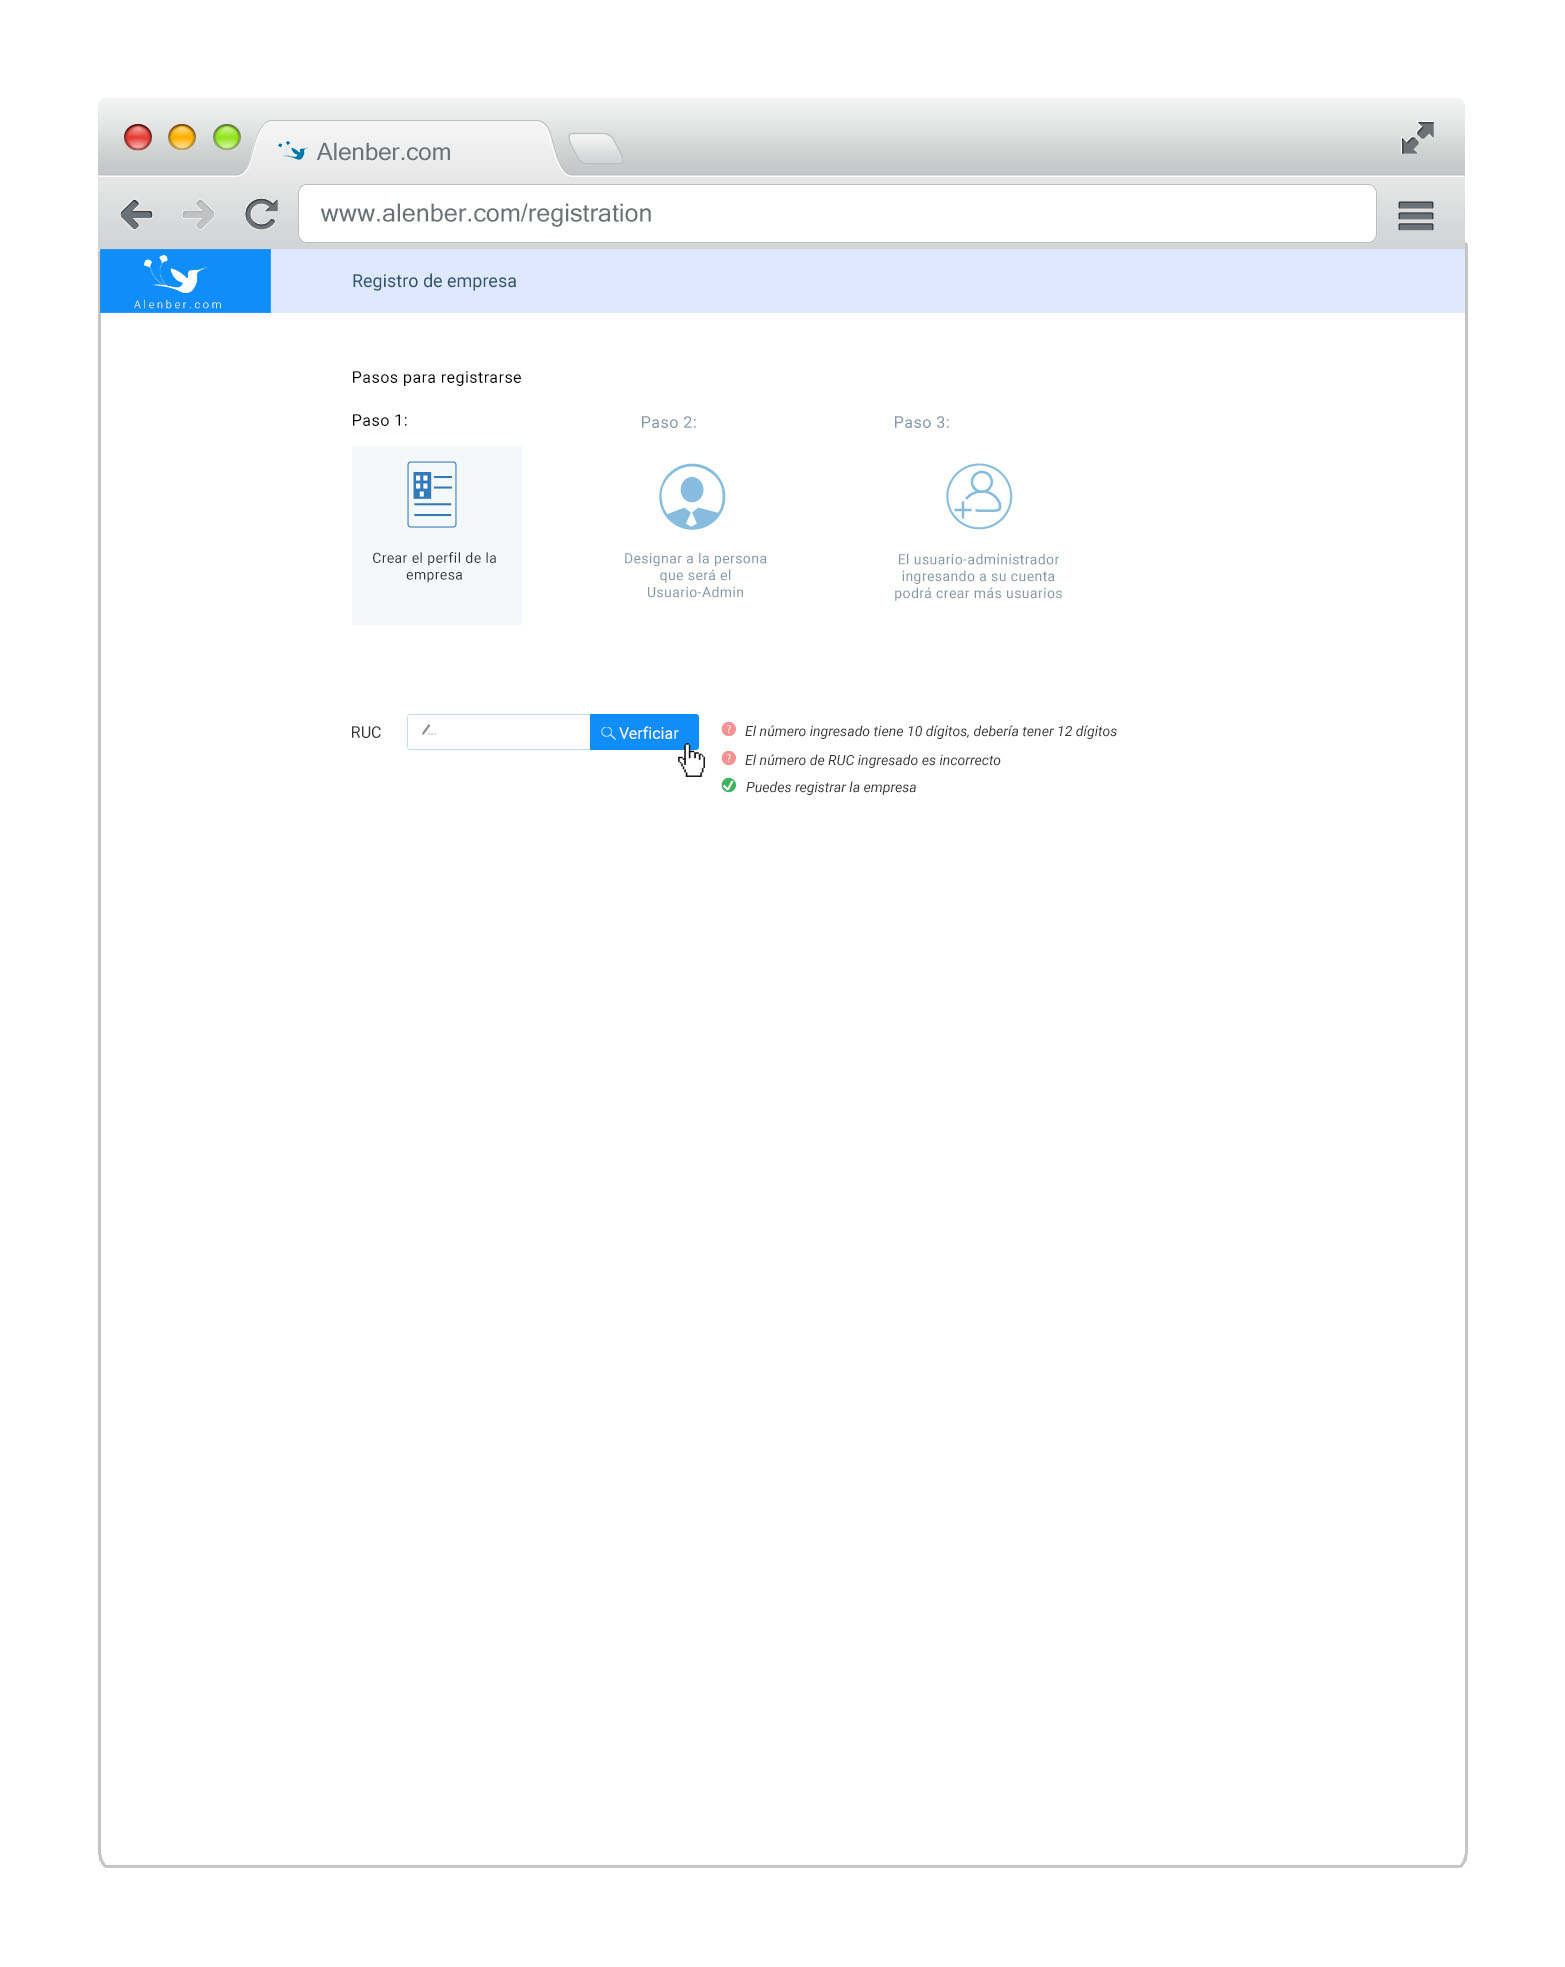 Alenber.com
www.alenber.com/registration
Alenber.com
Registro de empresa
Pasos para registrarse
Paso 1:
Crear el perfil de la
empresa
Paso 2:
Designar a la persona
que será el
Usuario-Admin
Paso 3:
El usuario-administrador
ingresando a su cuenta
podrá crear más usuarios
RUC
...
Verficiar
El número ingresado tiene 10 dígitos, debería tener 12 dígitos
El número de RUC ingresado es incorrecto
Puedes registrar la empresa